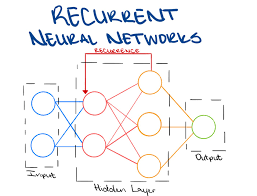 RECURRENT
NEURAL NETWORKS
RECURRENCE
Input
Hidden Layer
Output